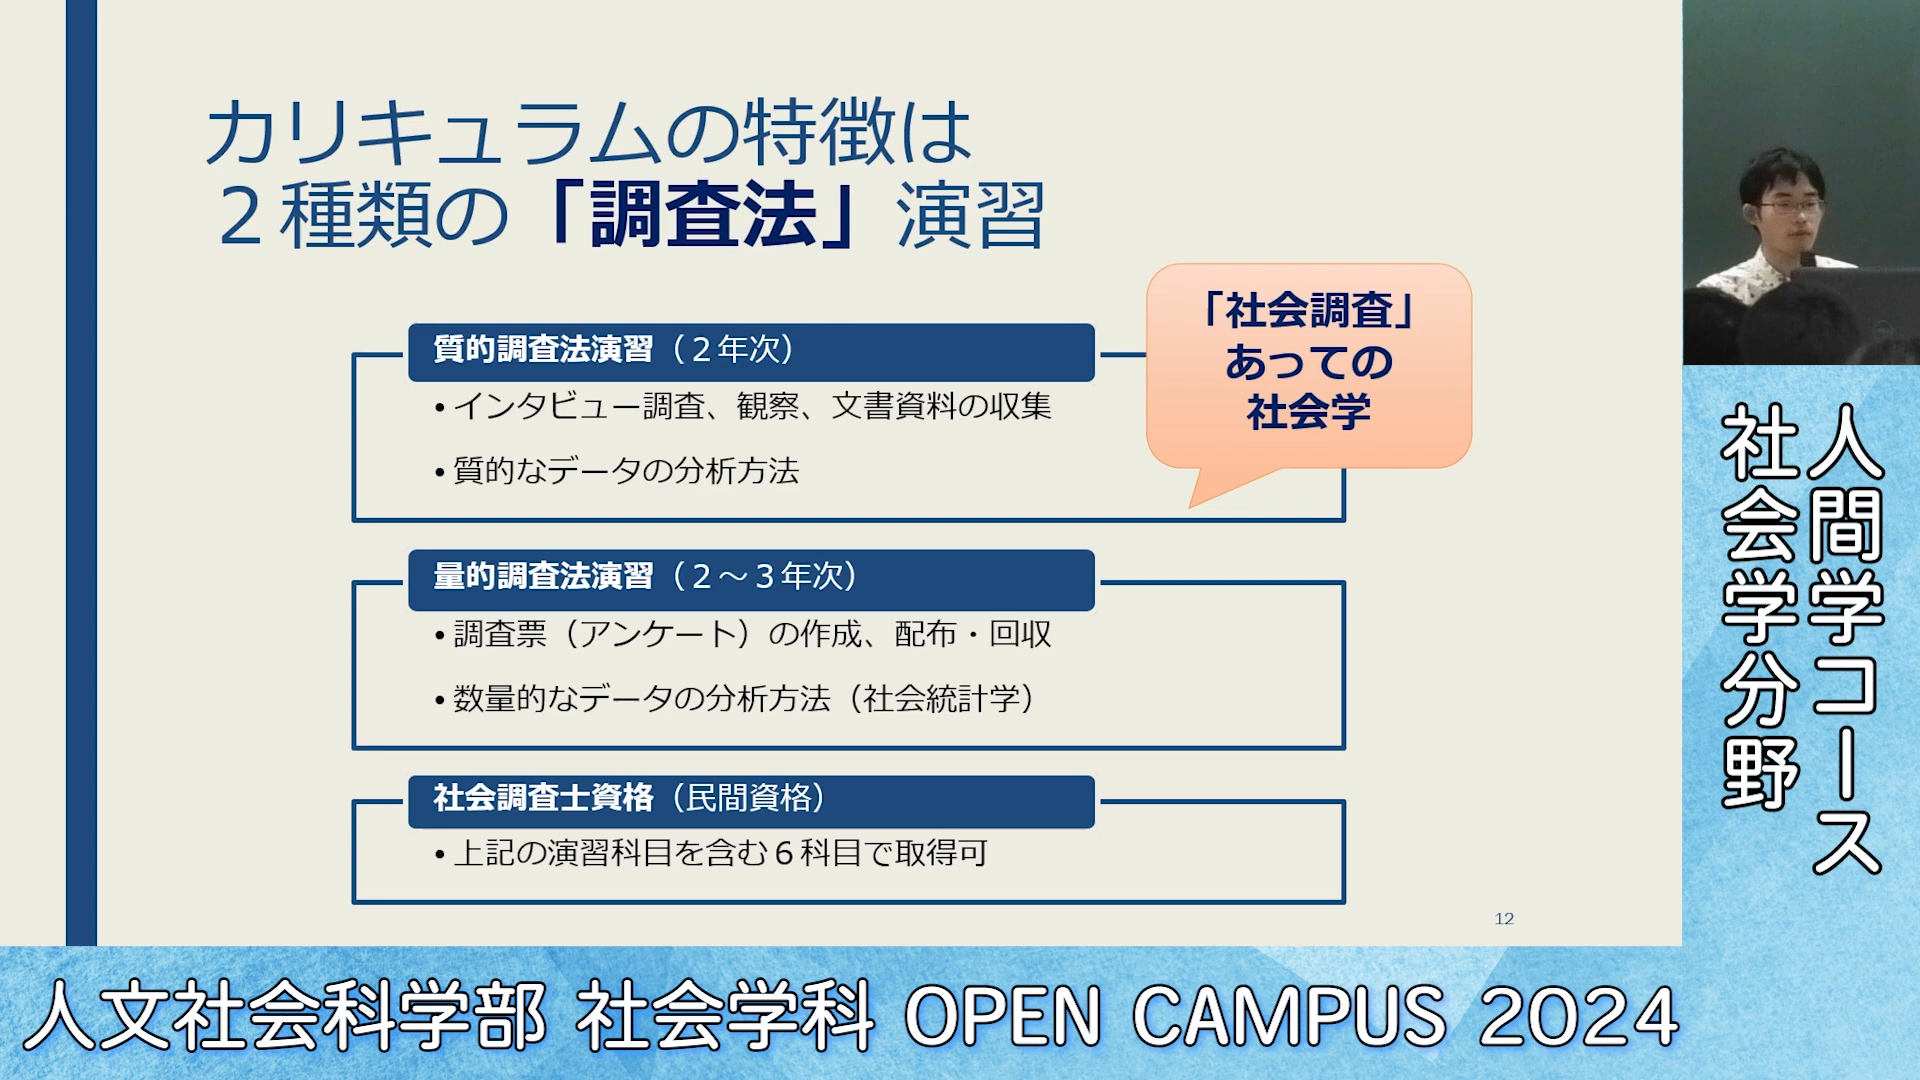 カリキュラムの特徴は
２種類の「調査法」演習
「社会調査」
あっての
社会学
質的調査法演習（２年次）
• インタビュー調査、観察、文書資料の収集
• 質的なデータの分析方法
量的調査法演習（２～３年次）
• 調査票（アンケート）の作成、配布・回収
• 数量的なデータの分析方法（社会統計学）
社会調査士資格（民間資格）
• 上記の演習科目を含む６科目で取得可
12
人間学コース
社会学分野
人文社会科学部 社会学科 OPEN CAMPUS 2024